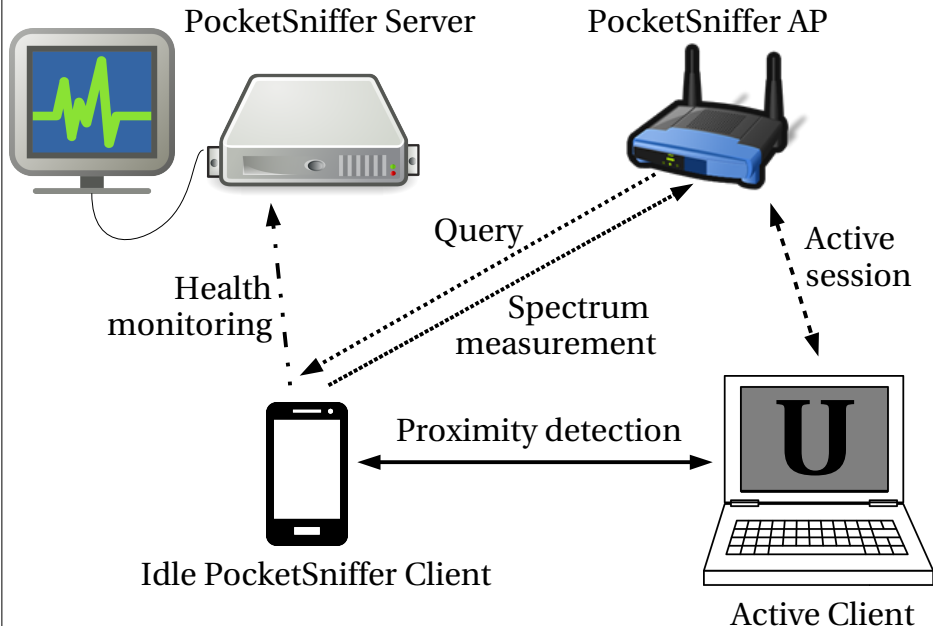 PocketSniffer Server
PocketSniffer AP
Query
Active
session
Health
monitoring
Spectrum
measurement
U
Proximity detection
Idle PocketSniffer Client
Active Client